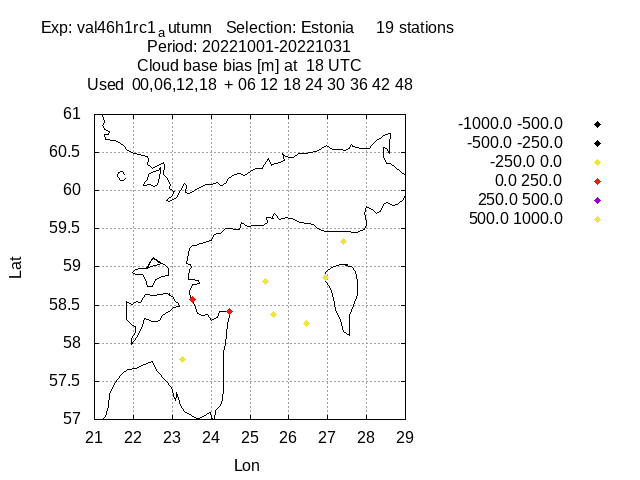 Exp: val46h1rc1autumn   Selection: Estonia     19 stations
Period: 20221001-20221031
Cloud base bias [m] at  18 UTC
Used  00,06,12,18  + 06 12 18 24 30 36 42 48
-1000.0 -500.0
-500.0 -250.0
-250.0 0.0
0.0 250.0
250.0 500.0
500.0 1000.0
61
60.5
60
59.5
59
58.5
58
57.5
57
Lat
21 22 23 24 25 26 27 28 29
Lon